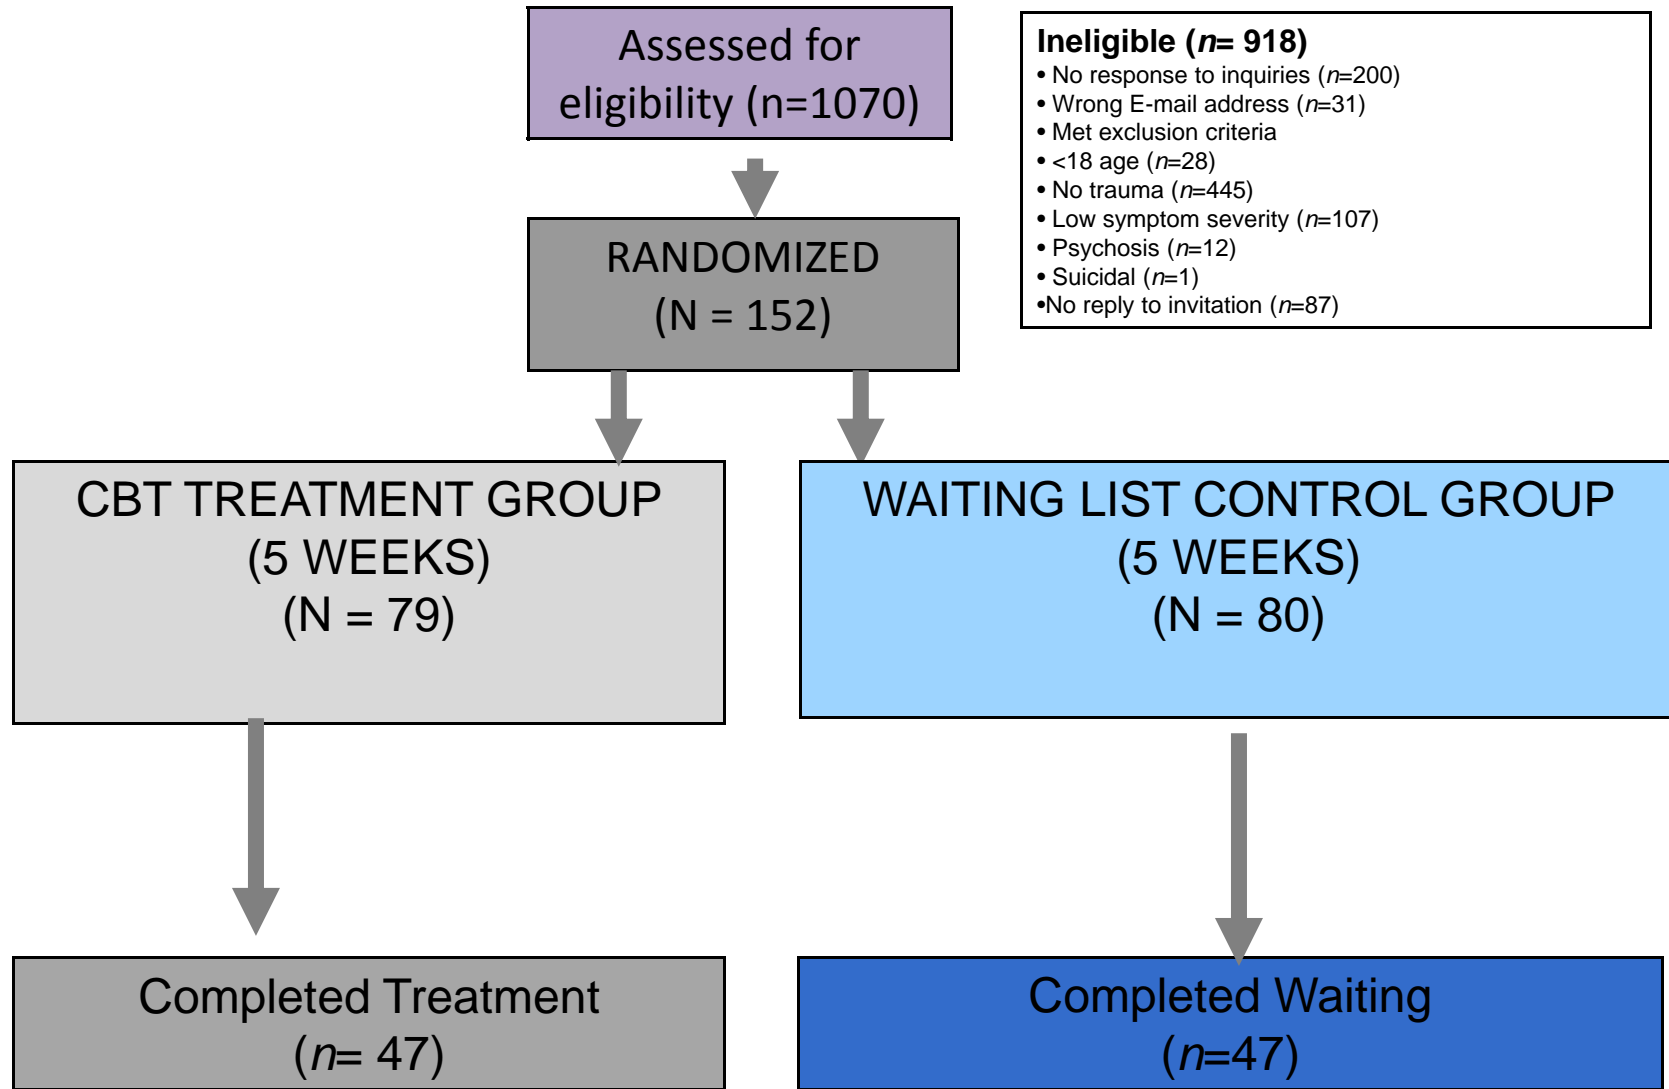 Assessed for
eligibility (n=1070)
Ineligible (n= 918)
• No response to inquiries (n=200)
• Wrong E-mail address (n=31)
• Met exclusion criteria
• <18 age (n=28)
• No trauma (n=445)
• Low symptom severity (n=107)
• Psychosis (n=12)
• Suicidal (n=1)
•No reply to invitation (n=87)
RANDOMIZED
(N = 152)
CBT TREATMENT GROUP
(5 WEEKS)
(N = 79)
WAITING LIST CONTROL GROUP
(5 WEEKS)
(N = 80)
Completed Treatment
(n= 47)
Completed Waiting
(n=47)